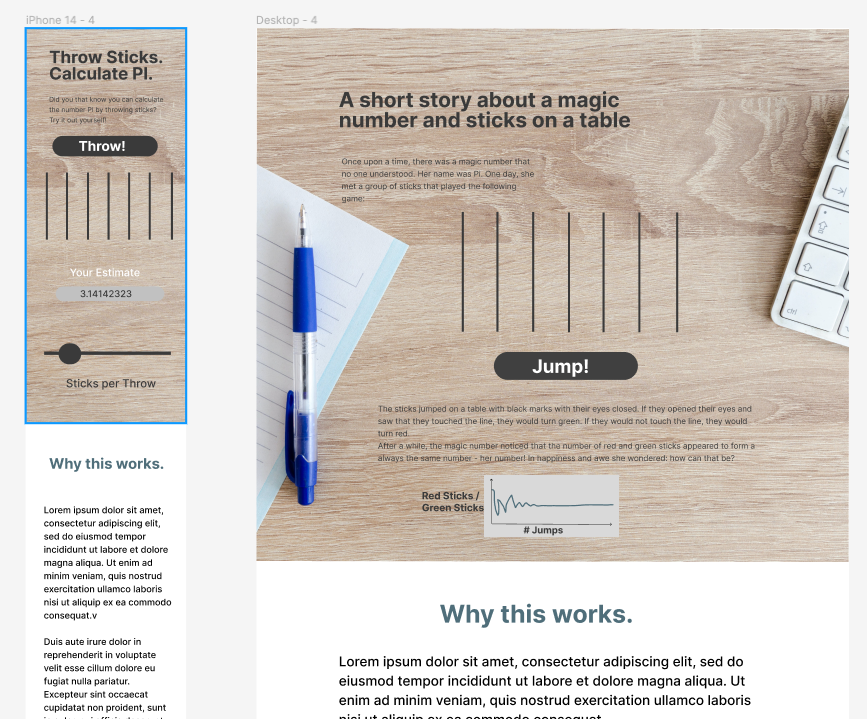 iPhone 14 - 4
Throw Sticks.
Calculate PI.
Did you that know you can calculate
the number PI by throwing sticks?
Try it out yourself!
Throw!
Your Estimate
3.14142323
Sticks per Throw
Why this works.
Lorem ipsum dolor sit amet,
consectetur adipiscing elit,
sed do eiusmod tempor
incididunt ut labore et dolore
magna aliqua. Ut enim ad
minim veniam, quis nostrud
exercitation ullamco laboris
nisi ut aliquip ex ea commodo
consequat.v
Duis aute irure dolor in
reprehenderit in voluptate
velit esse cillum dolore eu
fugiat nulla pariatur.
Excepteur sint occaecat
cupidatat non proident, sunt
Desktop - 4
A short story about a magic
number and sticks on a table
Once upon a time, there was a magic number that
no one understood. Her name was PI. One day, she
met a group of sticks that played the following
game:
ctrl
Jump!
The sticks jumped on a table with black marks with their eyes closed. If they opened their eyes and
saw that they touched the line, they would turn green. If they would not touch the line, they would
turn red.
After a while, the magic number noticed that the number of red and green sticks appeared to form a
always the same number - her number! In happiness and awe she wondered: how can that be?
Red Sticks /
Green Sticks
# Jumps
Why this works.
Lorem ipsum dolor sit amet, consectetur adipiscing elit, sed do
eiusmod tempor incididunt ut labore et dolore magna aliqua. Ut
enim ad minim veniam, quis nostrud exercitation ullamco laboris
nisi ut aliquip ex ea commodo consequat.